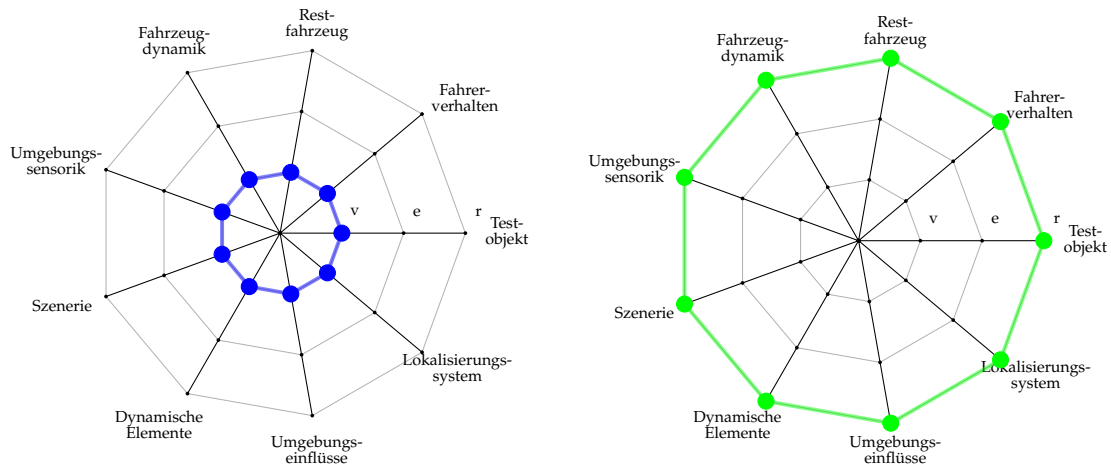 Rest-
fahrzeug
Fahrzeug-
dynamik
Fahrer-
verhalten
Umgebungs-
sensorik
v
e
r
Test-
objekt
Szenerie
Lokalisierungs-
system
Dynamische
Elemente
Umgebungs-
einflüsse
Rest-
fahrzeug
Fahrzeug-
dynamik
Fahrer-
verhalten
Umgebungs-
sensorik
v
e
r
Test-
objekt
Szenerie
Lokalisierungs-
system
Dynamische
Elemente
Umgebungs-
einflüsse